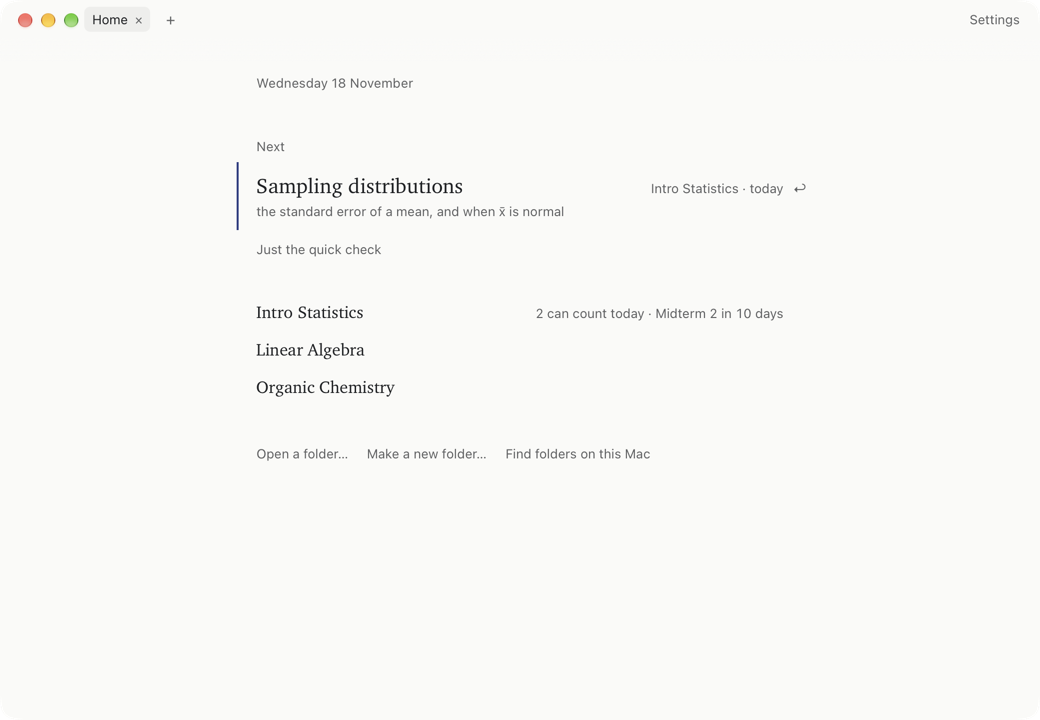 Home × +
Settings
Wednesday 18 November
Next
Sampling distributions
Intro Statistics · today ↩
the standard error of a mean, and when x̄ is normal
Just the quick check
Intro Statistics
2 can count today · Midterm 2 in 10 days
Linear Algebra
Organic Chemistry
Open a folder... Make a new folder... Find folders on this Mac